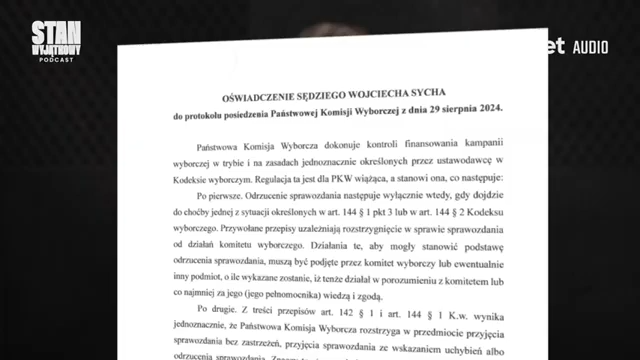 STAN
WYJĄTKOWY
PODCAST
et AUDIO
OŚWIADCZENIE SĘDZIEGO WOJCIECHA SYCHA
do protokołu posiedzenia Państwowej Komisji Wyborczej z dnia 29 sierpnia 2024.
Państwowa Komisja Wyborcza dokonuje kontroli finansowania kampanii
wyborczej w trybie i na zasadach jednoznacznie określonych przez ustawodawcę w
Kodeksie wyborczym. Regulacja ta jest dla PKW wiążąca, a stanowi ona, co następuje:
Po pierwsze. Odrzucenie sprawozdania następuje wyłącznie wtedy, gdy dojdzie
do choćby jednej z sytuacji określonych w art. 144 § 1 pkt 3 lub w art. 144 § 2 Kodeksu
wyborczego. Przywołane przepisy uzależniają rozstrzygnięcie w sprawie sprawozdania
od działań komitetu wyborczego. Działania te, aby mogły stanowić podstawę
odrzucenia sprawozdania, muszą być podjęte przez komitet wyborczy lub ewentualnie
inny podmiot, o ile wykazane zostanie, iż tenże działał w porozumieniu z komitetem lub
co najmniej za jego (jego pełnomocnika) wiedzą i zgodą.
Po drugie. Z treści przepisów art. 142 § 1 i art. 144 § 1 K.w. wynika
jednoznacznie, że Państwowa Komisja Wyborcza rozstrzyga w przedmiocie przyjęcia
sprawozdania bez zastrzeżeń, przyjęcia sprawozdania ze wskazaniem uchybień albo
odrzucenia sprawozdania.